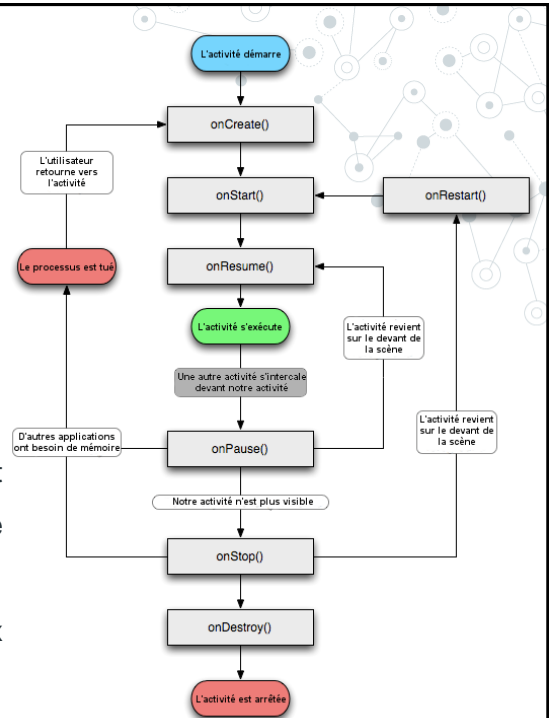 L'activité démarre
onCreate()
L'utilisateur
retourne vers
l'activité
onStart()
onRestart()
Le processus est tué
onResume()
L'activité s'exécute
L'activité revient
sur le devant de
la scène
Une autre activité s'intercale
devant notre activité
L'activité revient
sur le devant de
la scène
D'autres applications
ont besoin de mémoire
onPause()
t
Notre activité n'est plus visible
e
onStop()
onDestroy()
x
L'activité est arrêtée